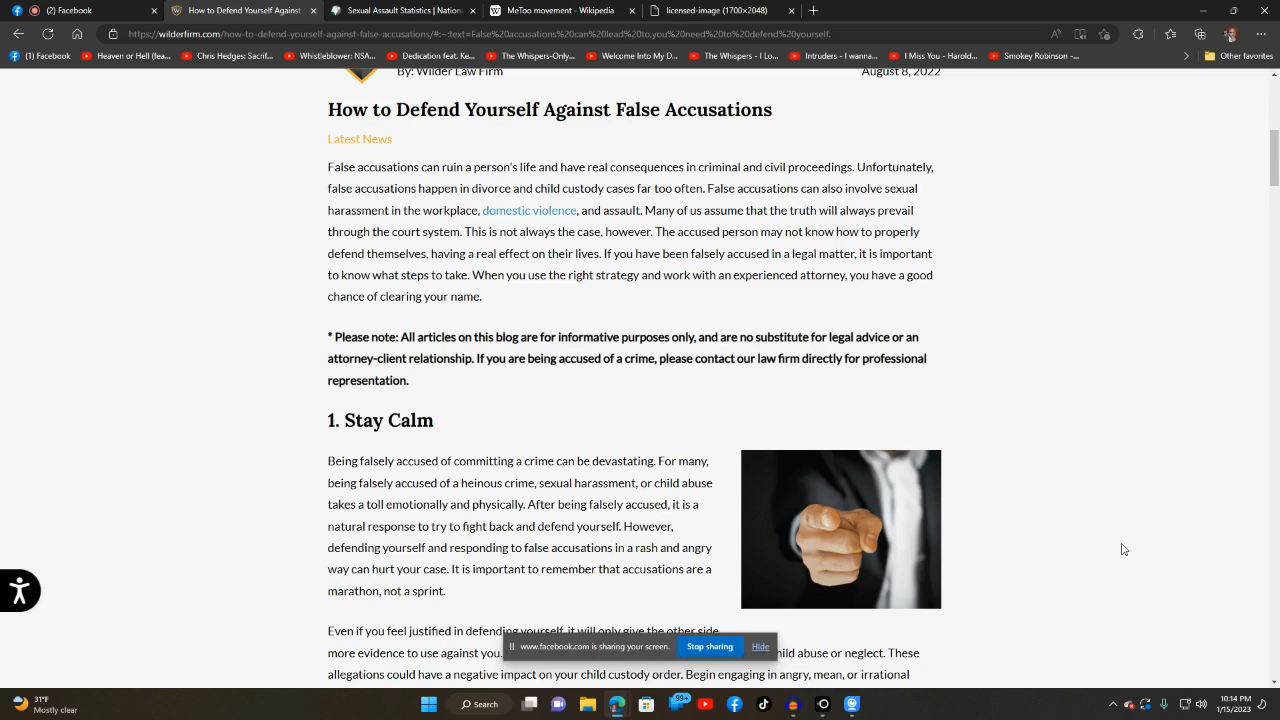 (2) Facebook
How to Defend Yourself Against
Sexual Assault Statistics | Nation
MeToo movement - Wikipedia
licensed-image (1700×2048)
https://wilderfirm.com/how-to-defend-yourself-against-false-accusations/#:~:text=False%20accusations%20can%20lead%20to,you%20need%20to%20defend%20yourself.
(1) Facebook
Heaven or Hell (fea...
Chris Hedges: Sacrif...
Whistleblower: NSA...
Dedication feat. Ke...
The Whispers-Only...
Welcome Into My D...
The Whispers - I Lo...
Intruders - I wanna...
I Miss You - Harold...
Smokey Robinson -...
Other favorites
By: Wilder Law Firm
August 8, 2022
How to Defend Yourself Against False Accusations
Latest News
False accusations can ruin a person's life and have real consequences in criminal and civil proceedings. Unfortunately,
false accusations happen in divorce and child custody cases far too often. False accusations can also involve sexual
harassment in the workplace, domestic violence, and assault. Many of us assume that the truth will always prevail
through the court system. This is not always the case, however. The accused person may not know how to properly
defend themselves, having a real effect on their lives. If you have been falsely accused in a legal matter, it is important
to know what steps to take. When you use the right strategy and work with an experienced attorney, you have a good
chance of clearing your name.
* Please note: All articles on this blog are for informative purposes only, and are no substitute for legal advice or an
attorney-client relationship. If you are being accused of a crime, please contact our law firm directly for professional
representation.
1. Stay Calm
Being falsely accused of committing a crime can be devastating. For many,
being falsely accused of a heinous crime, sexual harassment, or child abuse
takes a toll emotionally and physically. After being falsely accused, it is a
natural response to try to fight back and defend yourself. However,
defending yourself and responding to false accusations in a rash and angry
way can hurt your case. It is important to remember that accusations are a
marathon, not a sprint.
Even if you feel justified in defending yourself, it will only give the other side
more evidence to use against you. child abuse or neglect. These
www.facebook.com is sharing your screen.
Stop sharing
Hide
allegations could have a negative impact on your child custody order. Begin engaging in angry, mean, or irrational
31°F
Mostly clear
Search
99+
10:14 PM
1/15/2023